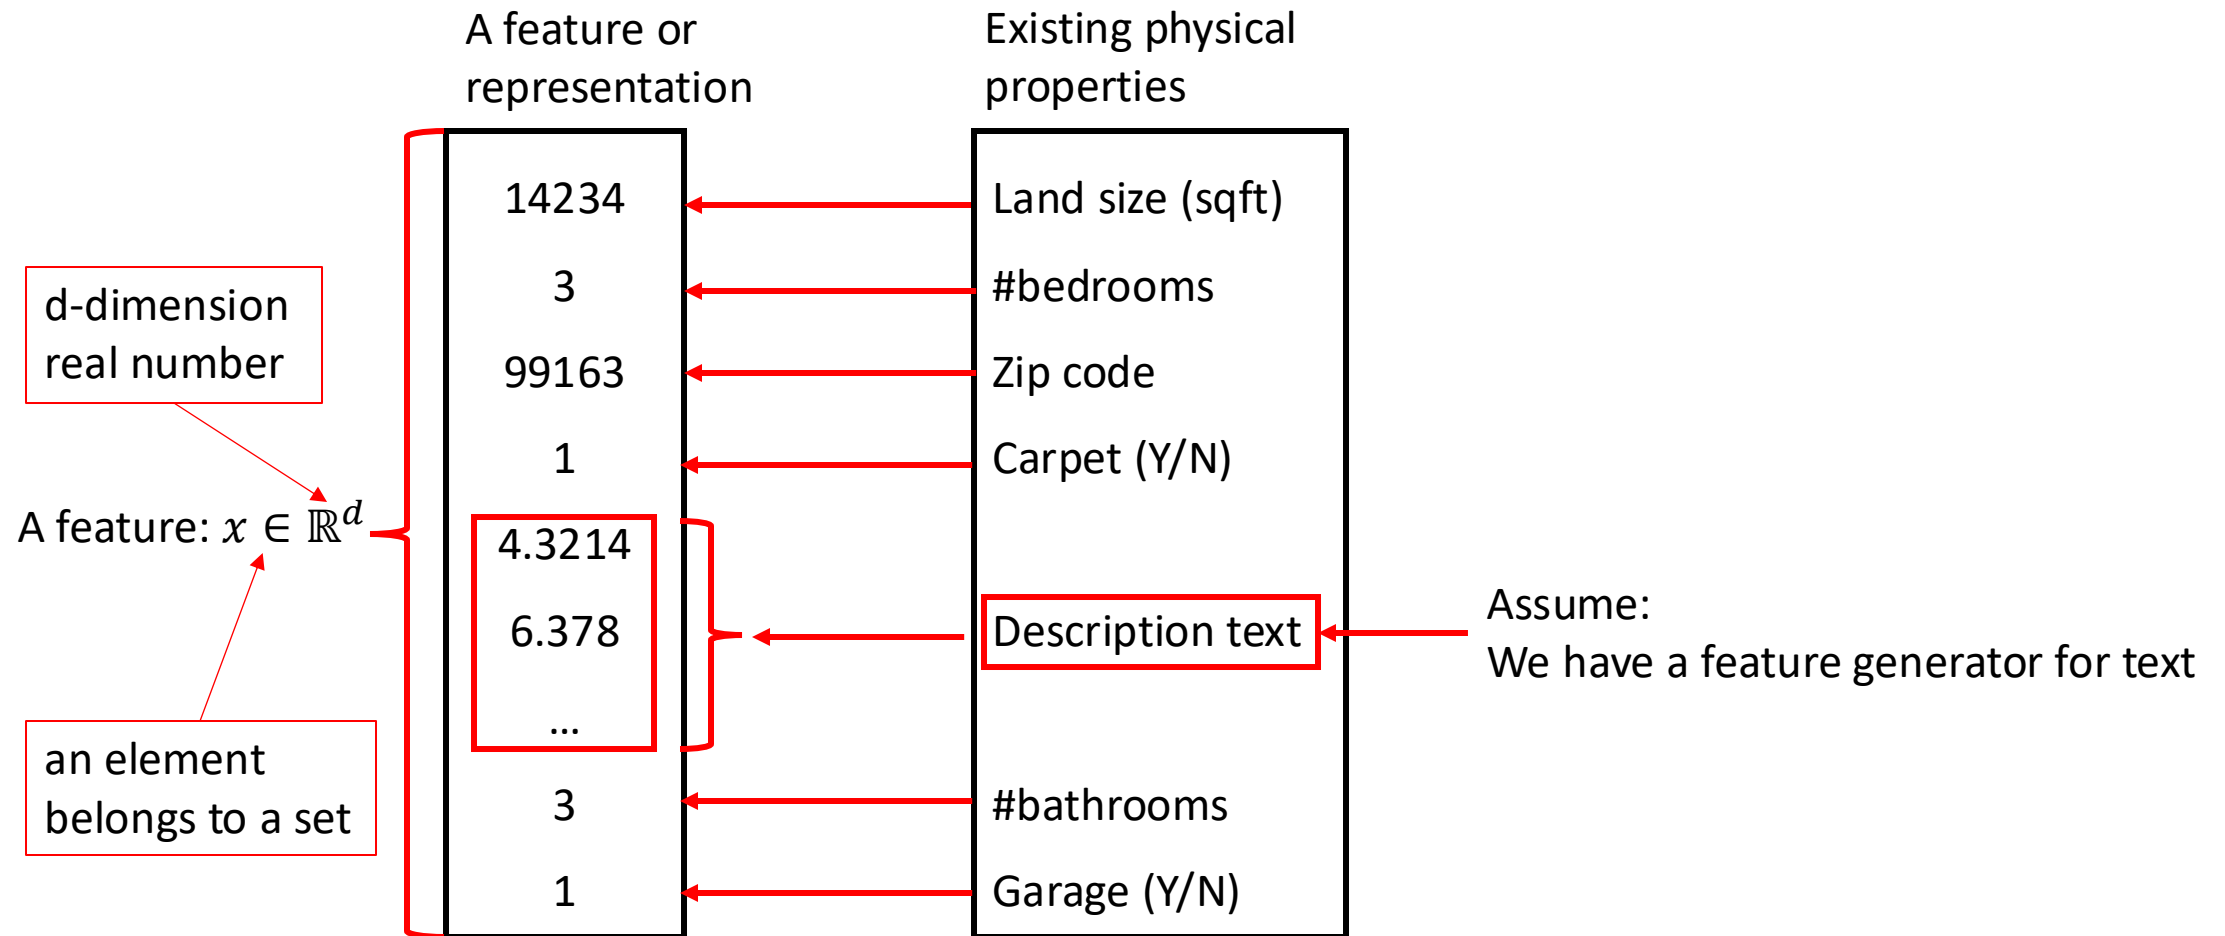 A feature or
representation
Existing physical
properties
14234
Land size (sqft)
3
#bedrooms
99163
Zip code
1
Carpet (Y/N)
4.3214
6.378
...
Description text
3
#bathrooms
1
Garage (Y/N)
d-dimension
real number
A feature: x ∈ ℝ^d
an element
belongs to a set
Assume:
We have a feature generator for text